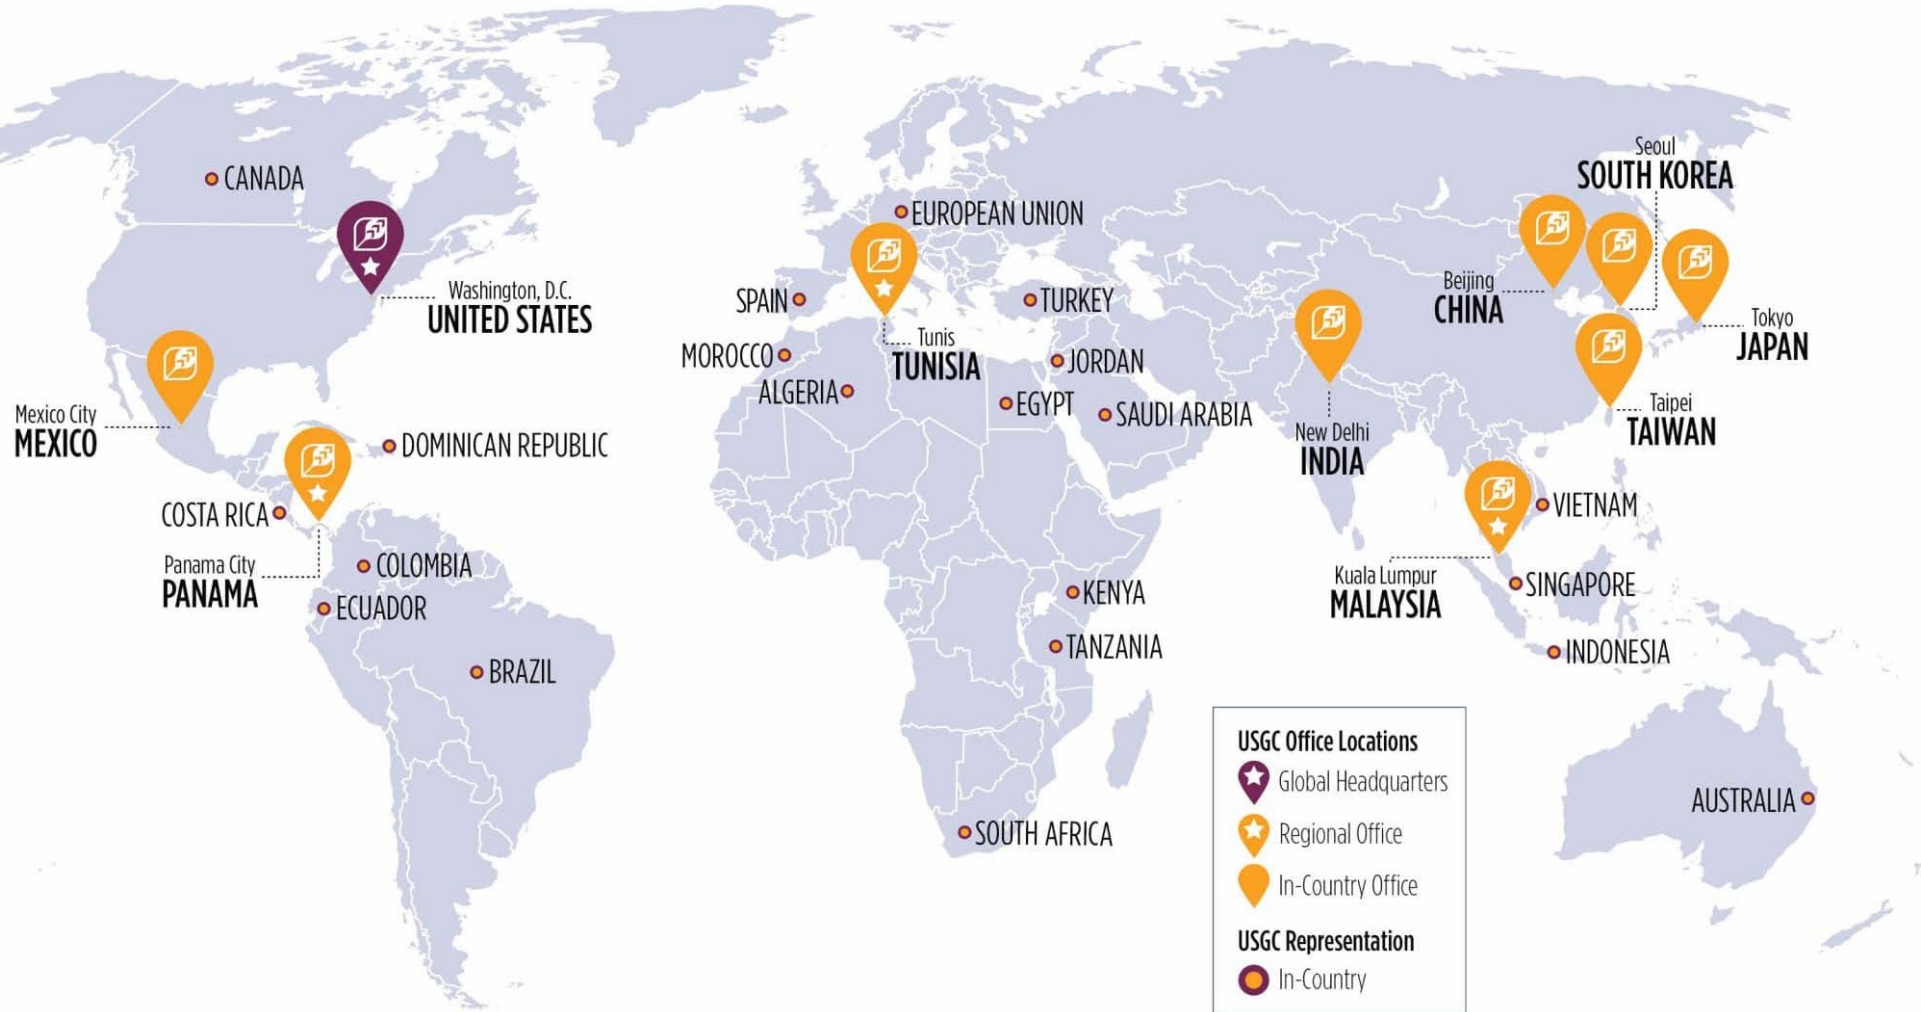 CANADA
Washington, D.C.
UNITED STATES
Mexico City
MEXICO
DOMINICAN REPUBLIC
COSTA RICA
Panama City
PANAMA
COLOMBIA
ECUADOR
BRAZIL
EUROPEAN UNION
SPAIN
TURKEY
MOROCCO
Tunis
TUNISIA
JORDAN
ALGERIA
EGYPT
SAUDI ARABIA
KENYA
TANZANIA
SOUTH AFRICA
Seoul
SOUTH KOREA
Beijing
CHINA
Tokyo
JAPAN
Taipei
TAIWAN
New Delhi
INDIA
VIETNAM
Kuala Lumpur
MALAYSIA
SINGAPORE
INDONESIA
AUSTRALIA
USGC Office Locations
Global Headquarters
Regional Office
In-Country Office
USGC Representation
In-Country